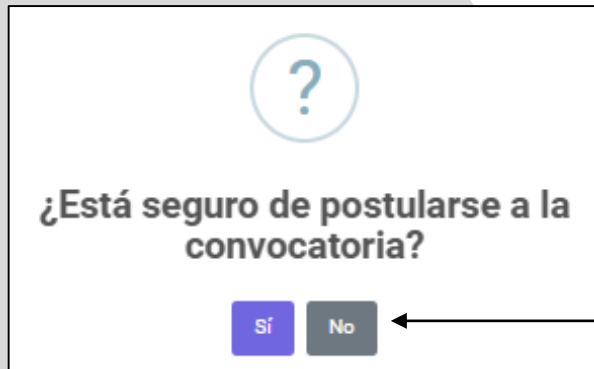 ?
¿Está seguro de postularse a la
convocatoria?
Sí No